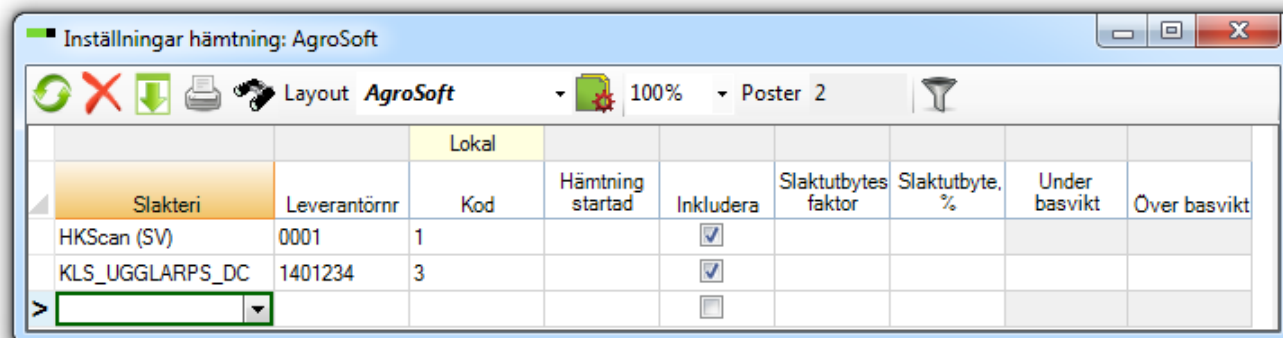 Inställningar hämtning: AgroSoft
Layout AgroSoft 100% Poster 2
Lokal
Slakteri Leverantörnr Kod Hämtning startad Inkludera Slaktutbytes faktor Slaktutbyte, % Under basvikt Över basvikt
HKScan (SV) 0001 1
KLS_UGGLARPS_DC 1401234 3
>